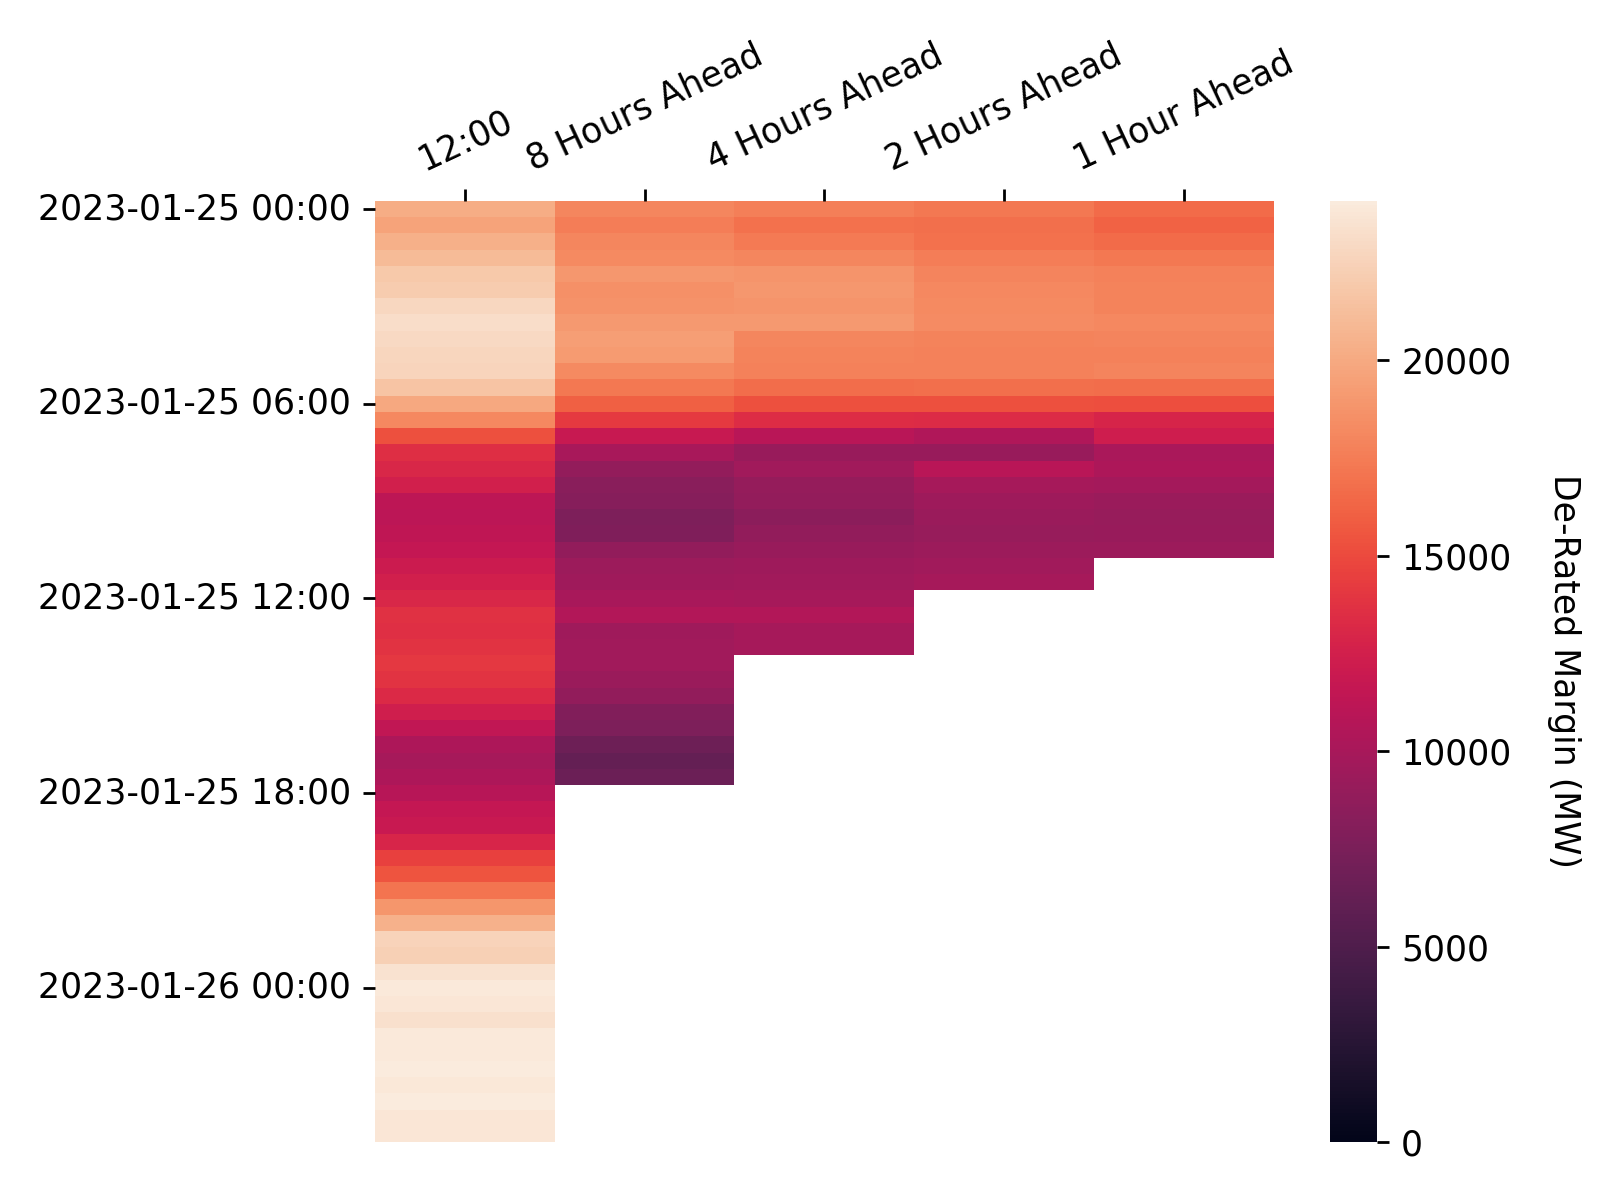 12:00
8 Hours Ahead
4 Hours Ahead
2 Hours Ahead
1 Hour Ahead
2023-01-25 00:00
2023-01-25 06:00
2023-01-25 12:00
2023-01-25 18:00
2023-01-26 00:00
20000
15000
10000
5000
0
De-Rated Margin (MW)